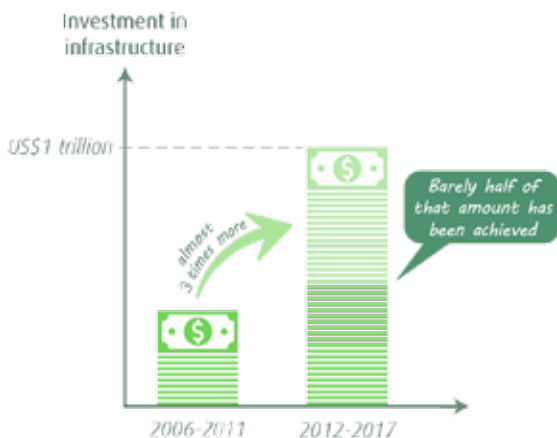 Investment in
infrastructure
US$1 trillion
almost
3 times more
Barely half of
that amount has
been achieved
$
$
2006-2011
2012-2017